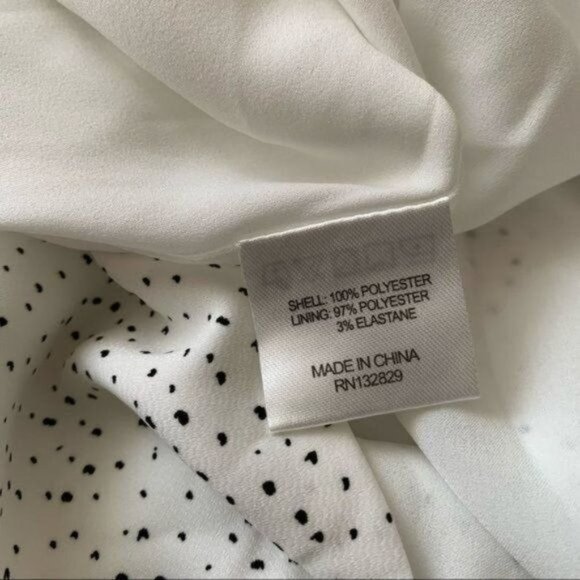 SHELL: 100% POLYESTER
LINING: 97% POLYESTER
3% ELASTANE
MADE IN CHINA
RN132829